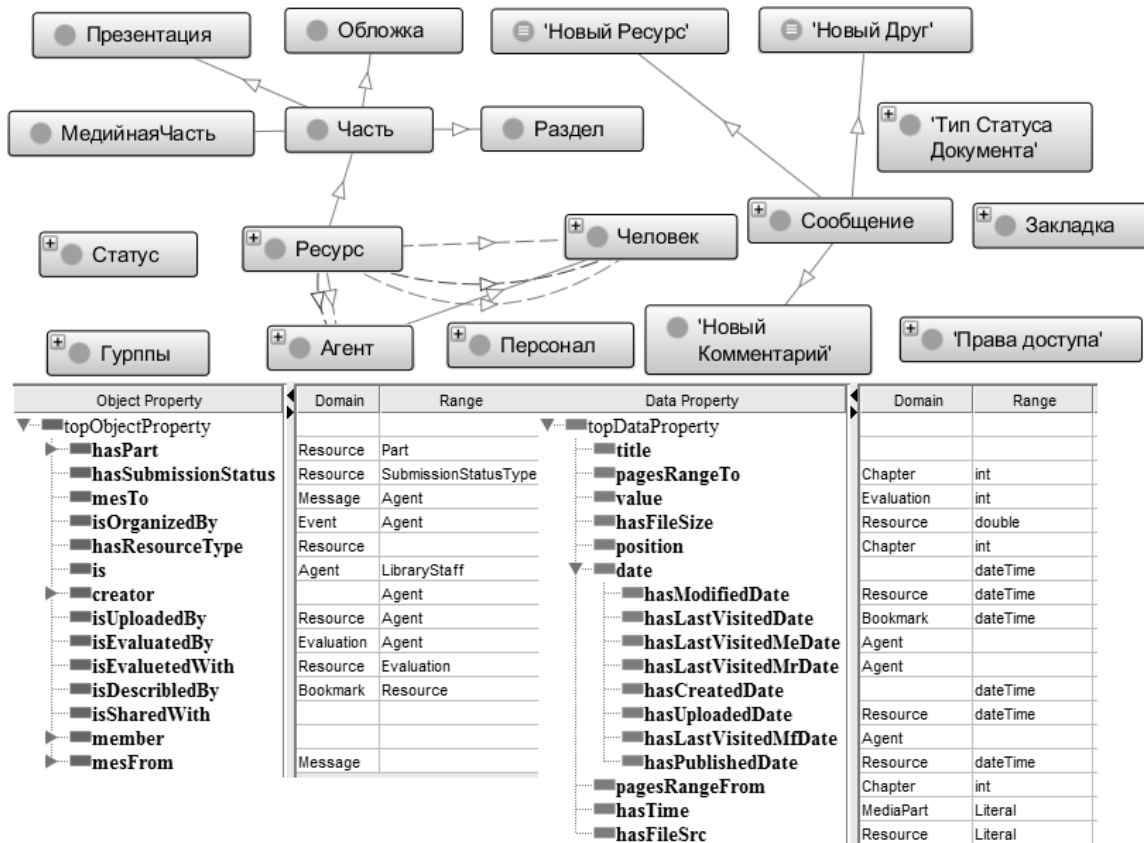 Презентация
Обложка
'Новый Ресурс'
'Новый Друг'
МедийнаяЧасть
Часть
Раздел
'Тип Статуса
Документа'
Статус
Ресурс
Человек
Сообщение
Закладка
Гурппы
Агент
Персонал
'Новый
Комментарий'
'Права доступа'
Object Property Domain Range
topObjectProperty
hasPart Resource Part
hasSubmissionStatus Resource SubmissionStatusType
mesTo Message Agent
isOrganizedBy Event Agent
hasResourceType Resource
is Agent LibraryStaff
creator Agent
isUploadedBy Resource Agent
isEvaluatedBy Evaluation Agent
isEvaluetedWith Resource Evaluation
isDescribledBy Bookmark Resource
isSharedWith
member
mesFrom Message
Data Property Domain Range
topDataProperty
title
pagesRangeTo Chapter int
value Evaluation int
hasFileSize Resource double
position Chapter int
date dateTime
hasModifiedDate Resource dateTime
hasLastVisitedDate Bookmark dateTime
hasLastVisitedMeDate Agent
hasLastVisitedMrDate Agent
hasCreatedDate dateTime
hasUploadedDate Resource dateTime
hasLastVisitedMfDate Agent
hasPublishedDate Resource dateTime
pagesRangeFrom Chapter int
hasTime MediaPart Literal
hasFileSrc Resource Literal